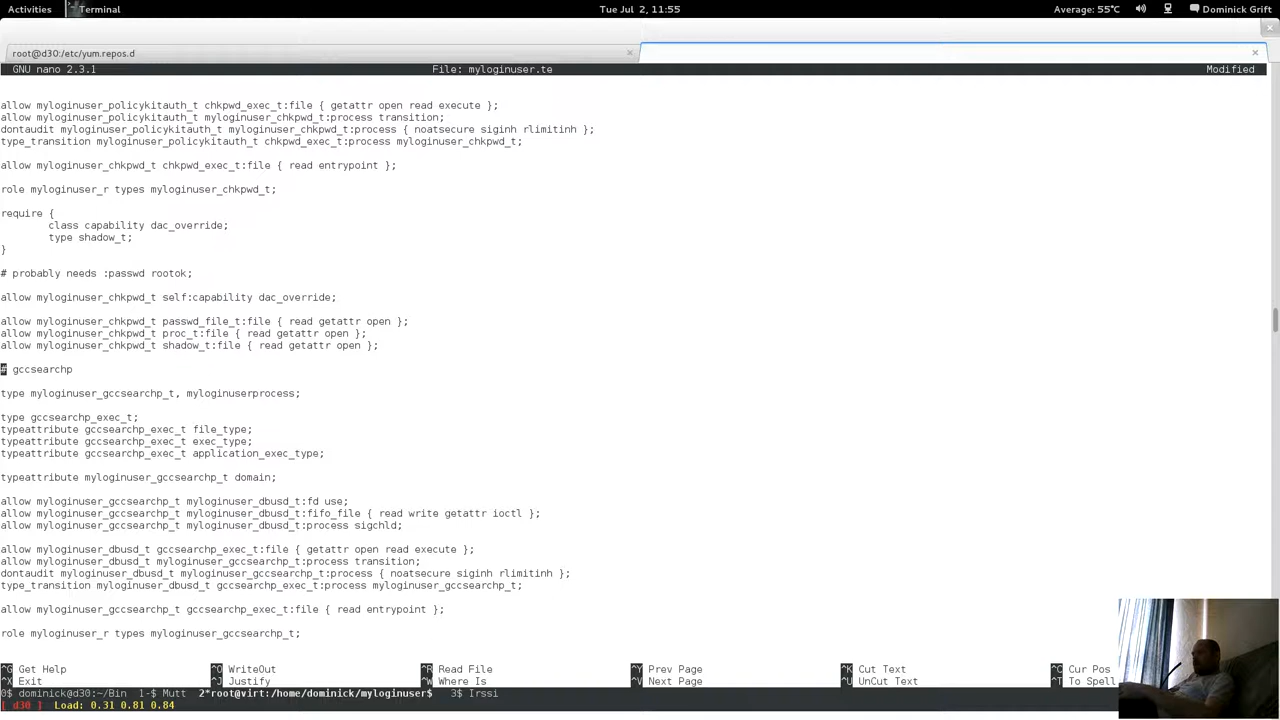 Activities Terminal Tue Jul 2, 11:55 Average: 55°C Dominick Grift
root@d30:/etc/yum.repos.d
GNU nano 2.3.1 File: myloginuser.te Modified
allow myloginuser_policykitauth_t chkpwd_exec_t:file { getattr open read execute };
allow myloginuser_policykitauth_t myloginuser_chkpwd_t:process transition;
dontaudit myloginuser_policykitauth_t myloginuser_chkpwd_t:process { noatsecure siginh rlimitinh };
type_transition myloginuser_policykitauth_t chkpwd_exec_t:process myloginuser_chkpwd_t;
allow myloginuser_chkpwd_t chkpwd_exec_t:file { read entrypoint };
role myloginuser_r types myloginuser_chkpwd_t;
require {
class capability dac_override;
type shadow_t;
}
# probably needs :passwd rootok;
allow myloginuser_chkpwd_t self:capability dac_override;
allow myloginuser_chkpwd_t passwd_file_t:file { read getattr open };
allow myloginuser_chkpwd_t proc_t:file { read getattr open };
allow myloginuser_chkpwd_t shadow_t:file { read getattr open };
# gccsearchp
type myloginuser_gccsearchp_t, myloginuserprocess;
type gccsearchp_exec_t;
typeattribute gccsearchp_exec_t file_type;
typeattribute gccsearchp_exec_t exec_type;
typeattribute gccsearchp_exec_t application_exec_type;
typeattribute myloginuser_gccsearchp_t domain;
allow myloginuser_gccsearchp_t myloginuser_dbusd_t:fd use;
allow myloginuser_gccsearchp_t myloginuser_dbusd_t:fifo_file { read write getattr ioctl };
allow myloginuser_gccsearchp_t myloginuser_dbusd_t:process sigchld;
allow myloginuser_dbusd_t gccsearchp_exec_t:file { getattr open read execute };
allow myloginuser_dbusd_t myloginuser_gccsearchp_t:process transition;
dontaudit myloginuser_dbusd_t myloginuser_gccsearchp_t:process { noatsecure siginh rlimitinh };
type_transition myloginuser_dbusd_t gccsearchp_exec_t:process myloginuser_gccsearchp_t;
allow myloginuser_gccsearchp_t gccsearchp_exec_t:file { read entrypoint };
role myloginuser_r types myloginuser_gccsearchp_t;
^G Get Help ^O WriteOut ^R Read File ^Y Prev Page ^K Cut Text ^C Cur Pos
^X Exit ^J Justify ^W Where Is ^V Next Page ^U UnCut Text ^T To Spell
0$ dominick@d30:~/Bin 1-$ Mutt 2*root@virt:/home/dominick/myloginuser$ 3$ Irssi
[ d30 ] Load: 0.31 0.81 0.84